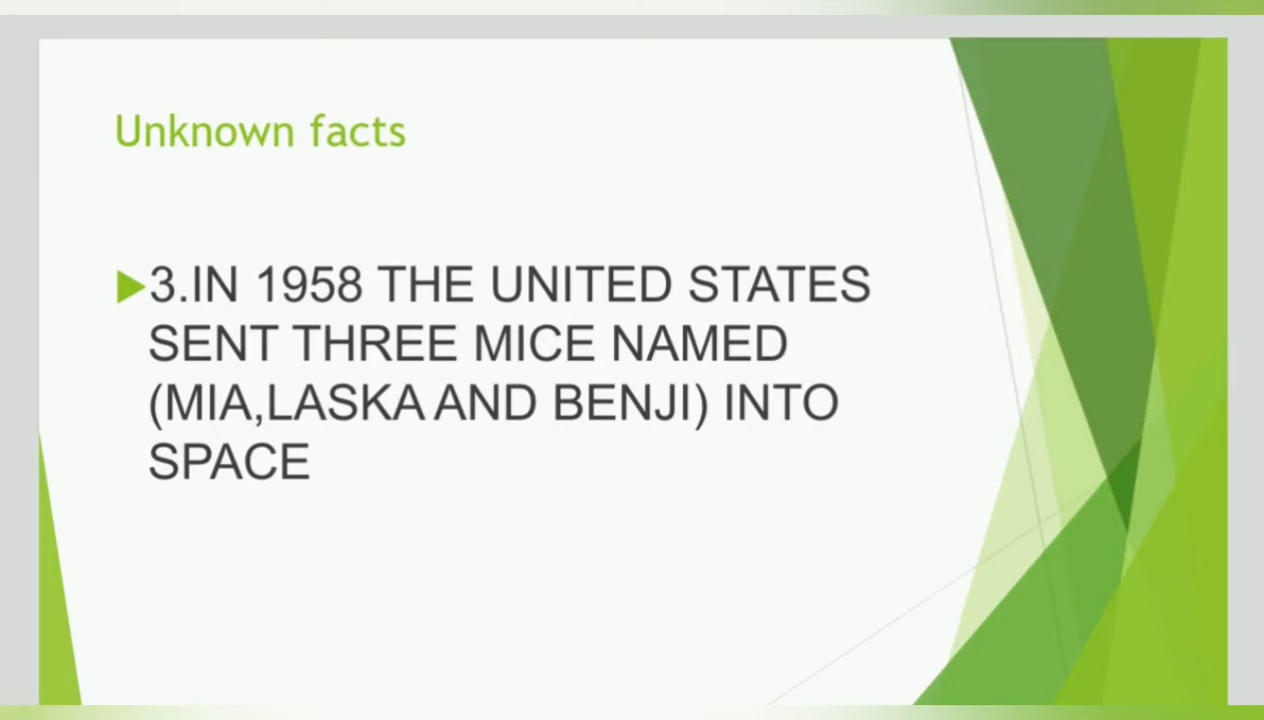 Unknown facts
3.IN 1958 THE UNITED STATES
SENT THREE MICE NAMED
(MIA,LASKA AND BENJI) INTO
SPACE